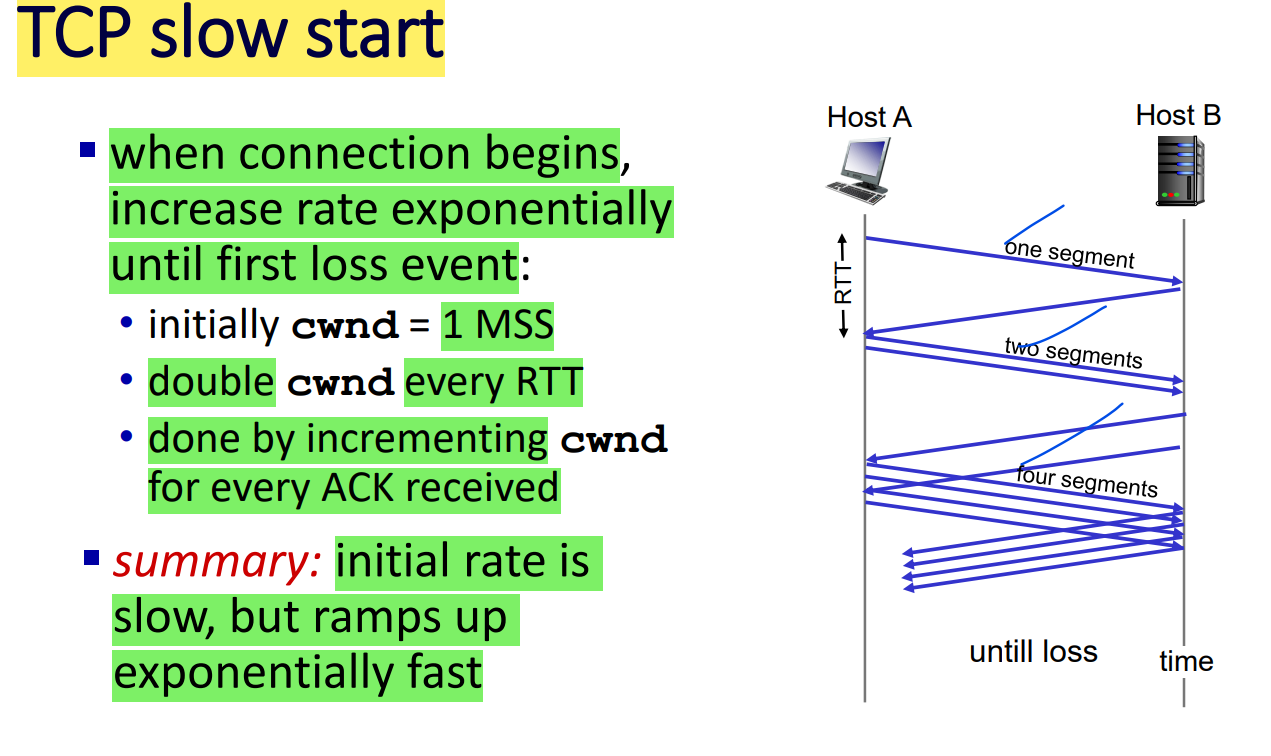 TCP slow start
▪ when connection begins,
increase rate exponentially
until first loss event:
• initially cwnd = 1 MSS
• double cwnd every RTT
• done by incrementing cwnd
for every ACK received
▪ summary: initial rate is
slow, but ramps up
exponentially fast
Host A
Host B
RTT
one segment
two segments
four segments
untill loss
time